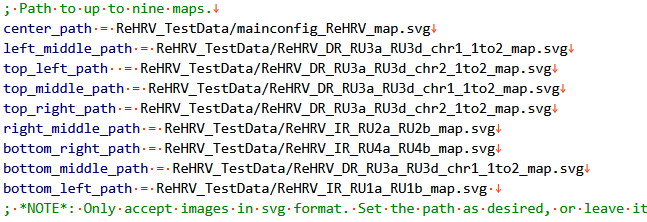 ; Path to up to nine maps.
center_path = ReHRV_TestData/mainconfig_ReHRV_map.svg
left_middle_path = ReHRV_TestData/ReHRV_DR_RU3a_RU3d_chr1_1to2_map.svg
top_left_path  = ReHRV_TestData/ReHRV_DR_RU3a_RU3d_chr2_1to2_map.svg
top_middle_path = ReHRV_TestData/ReHRV_DR_RU3a_RU3d_chr1_1to2_map.svg
top_right_path = ReHRV_TestData/ReHRV_DR_RU3a_RU3d_chr2_1to2_map.svg
right_middle_path = ReHRV_TestData/ReHRV_IR_RU2a_RU2b_map.svg
bottom_right_path = ReHRV_TestData/ReHRV_IR_RU4a_RU4b_map.svg
bottom_middle_path = ReHRV_TestData/ReHRV_DR_RU3a_RU3d_chr1_1to2_map.svg
bottom_left_path = ReHRV_TestData/ReHRV_IR_RU1a_RU1b_map.svg
; *NOTE*: Only accept images in svg format. Set the path as desired, or leave it